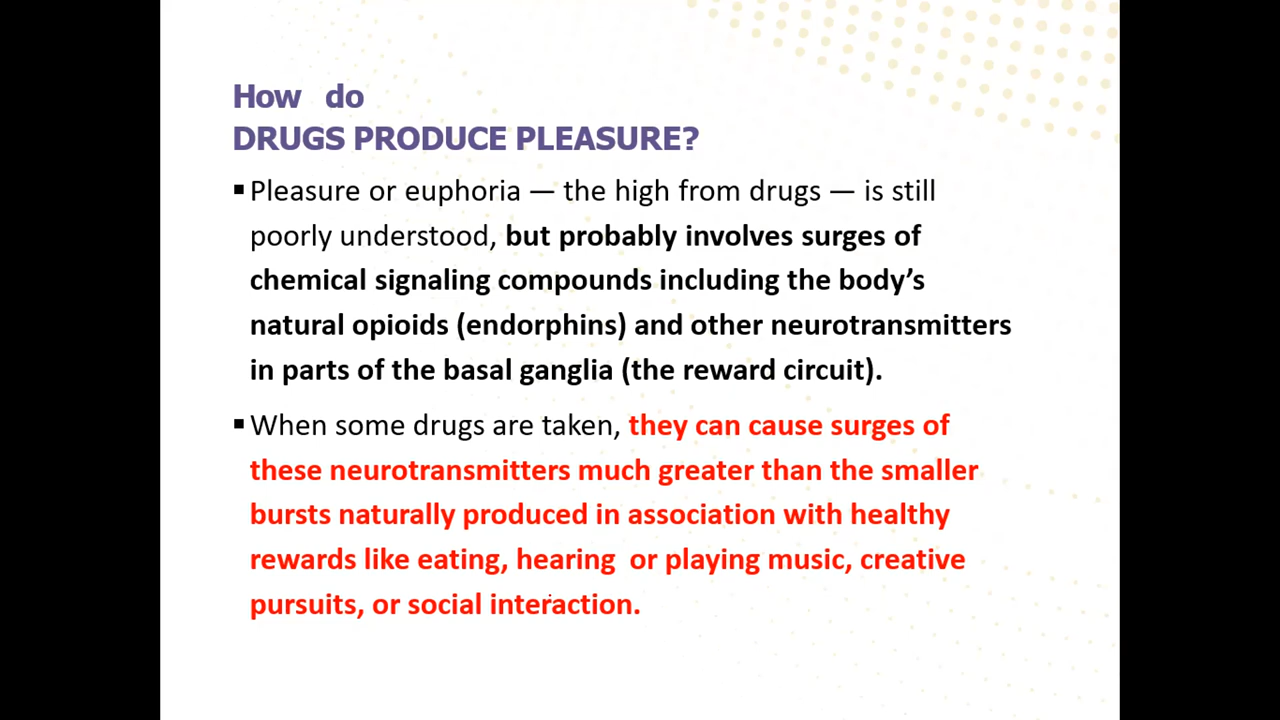 How do
DRUGS PRODUCE PLEASURE?
▪Pleasure or euphoria — the high from drugs — is still
poorly understood, but probably involves surges of
chemical signaling compounds including the body’s
natural opioids (endorphins) and other neurotransmitters
in parts of the basal ganglia (the reward circuit).
▪When some drugs are taken, they can cause surges of
these neurotransmitters much greater than the smaller
bursts naturally produced in association with healthy
rewards like eating, hearing or playing music, creative
pursuits, or social interaction.